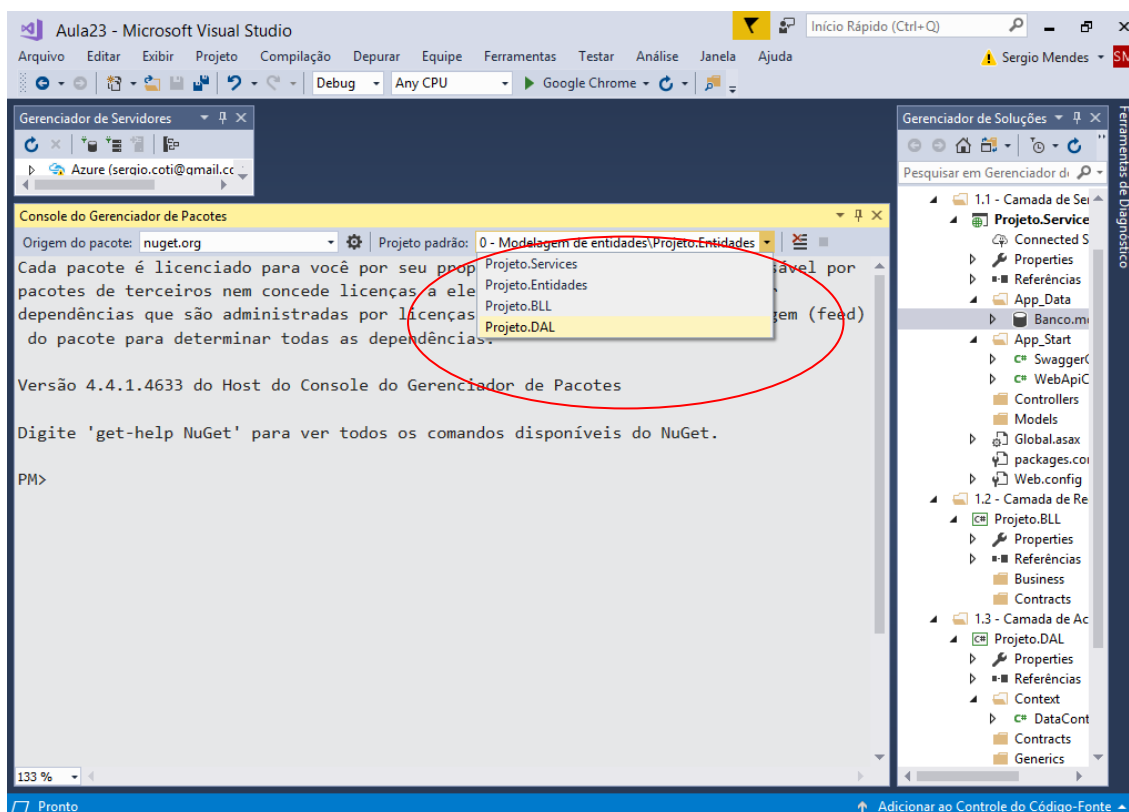 Aula23 - Microsoft Visual Studio
Início Rápido (Ctrl+Q)
Arquivo Editar Exibir Projeto Compilação Depurar Equipe Ferramentas Testar Análise Janela Ajuda
Sergio Mendes
SM
Debug Any CPU Google Chrome
Gerenciador de Servidores
Azure (sergio.coti@gmail.cc
Console do Gerenciador de Pacotes
Origem do pacote: nuget.org Projeto padrão: 0 - Modelagem de entidades\Projeto.Entidades
Projeto.Services
Projeto.Entidades
Projeto.BLL
Projeto.DAL
Cada pacote é licenciado para você por seu prop sável por
pacotes de terceiros nem concede licenças a ele
dependências que são administradas por licenças gem (feed)
do pacote para determinar todas as dependências.
Versão 4.4.1.4633 do Host do Console do Gerenciador de Pacotes
Digite 'get-help NuGet' para ver todos os comandos disponíveis do NuGet.
PM>
133 %
Gerenciador de Soluções
Pesquisar em Gerenciador d
1.1 - Camada de Se
Projeto.Service
Connected S
Properties
Referências
App_Data
Banco.m
App_Start
C# Swagger
C# WebApiC
Controllers
Models
Global.asax
packages.co
Web.config
1.2 - Camada de Re
C# Projeto.BLL
Properties
Referências
Business
Contracts
1.3 - Camada de Ac
C# Projeto.DAL
Properties
Referências
Context
C# DataCont
Contracts
Generics
Ferramentas de Diagnóstico
Pronto
Adicionar ao Controle do Código-Fonte